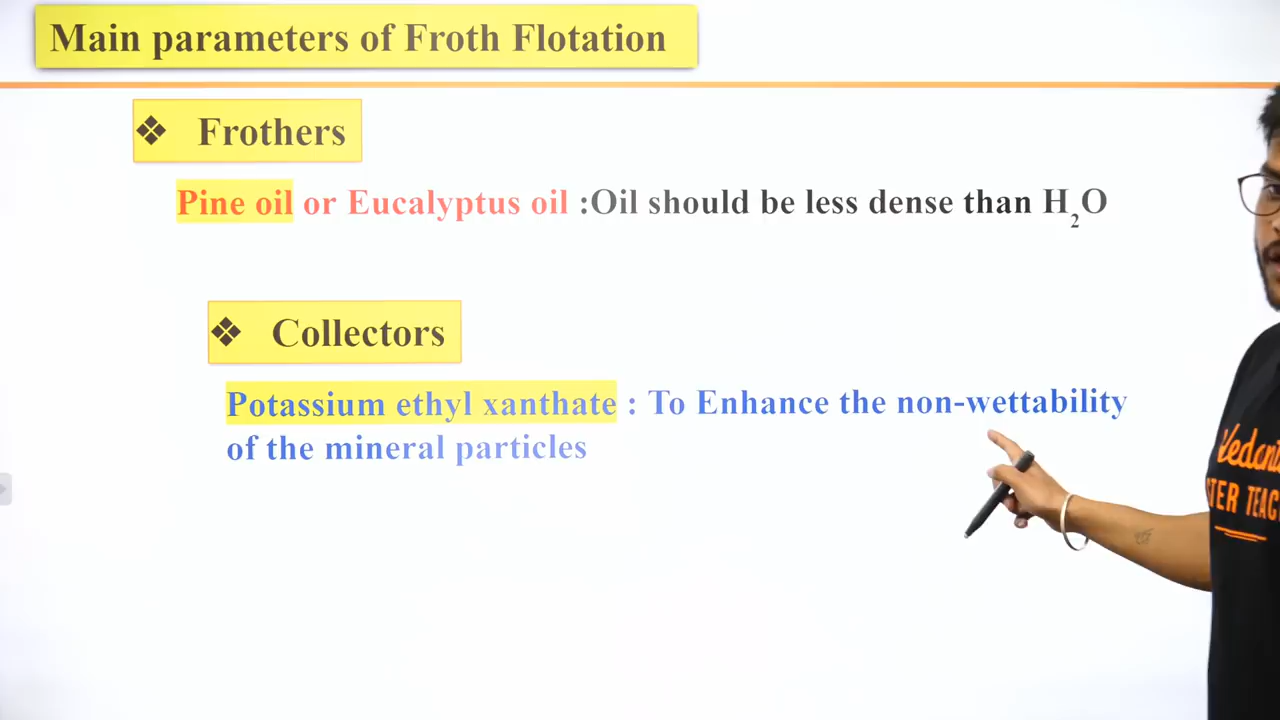 Main parameters of Froth Flotation
❖ Frothers
Pine oil or Eucalyptus oil :Oil should be less dense than H₂O
❖ Collectors
Potassium ethyl xanthate : To Enhance the non-wettability
of the mineral particles